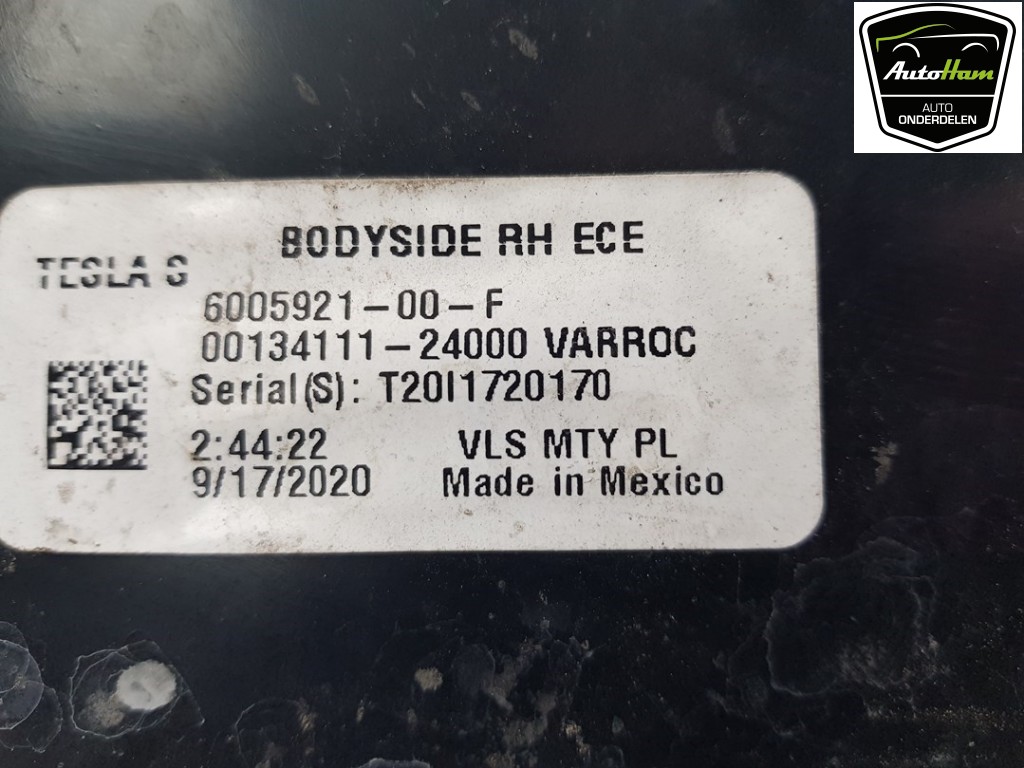 AutoHam
AUTO
ONDERDELEN
BODYSIDE RH ECE
TESLA S
6005921-00-F
00134111-24000 VARROC
Serial(S): T20I1720170
2:44:22 VLS MTY PL
9/17/2020 Made in Mexico